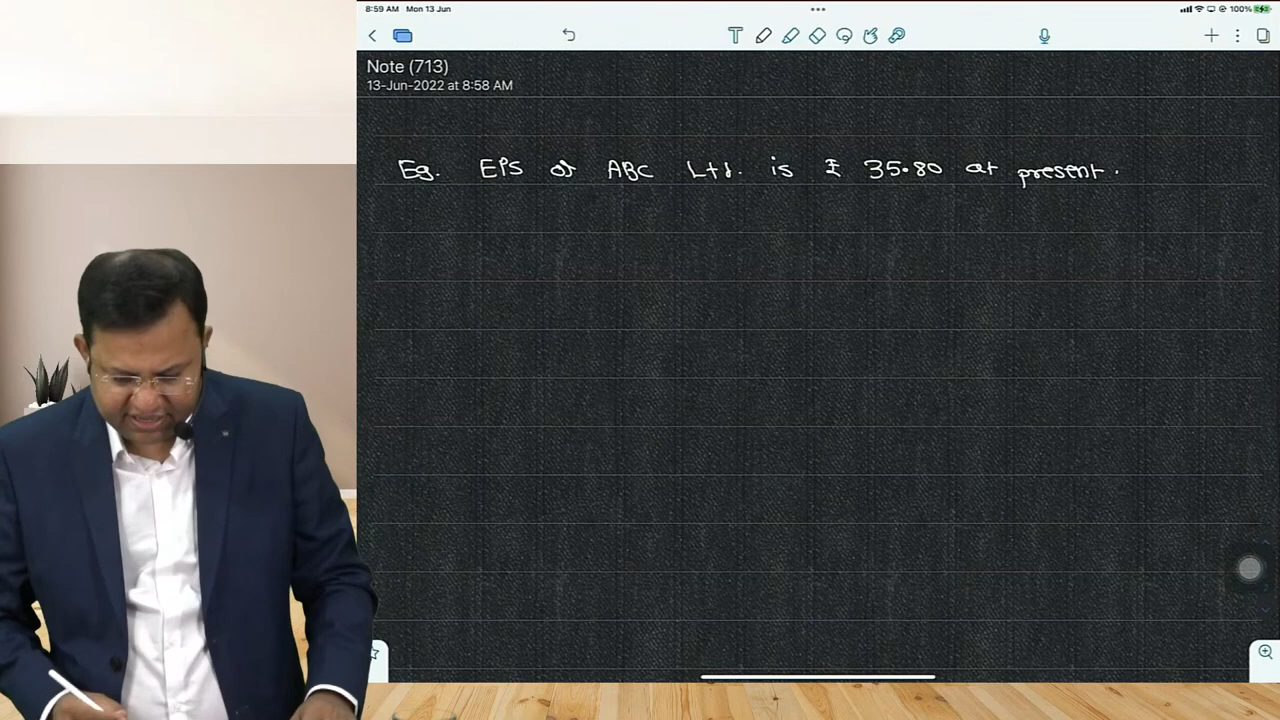 8:59 AM Mon 13 Jun
100%
Note (713)
13-Jun-2022 at 8:58 AM
Eg. EPS of ABC Ltd. is ₹ 35.80 at present.